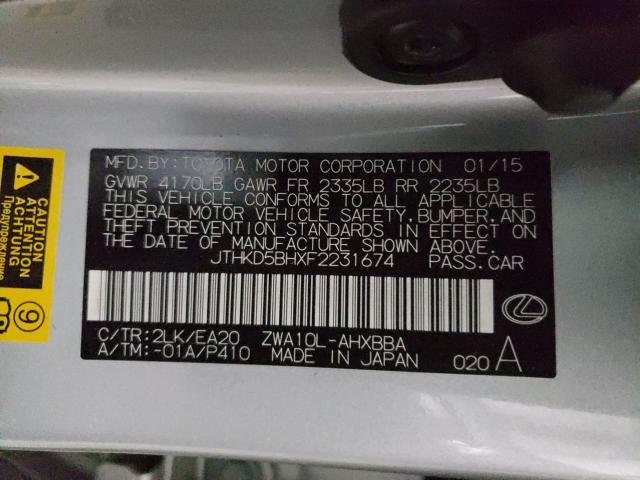 MFD.BY:TOYOTA MOTOR CORPORATION 01/15
GVWR 4170LB GAWR FR 2335LB RR 2235LB
THIS VEHICLE CONFORMS TO ALL APPLICABLE
FEDERAL MOTOR VEHICLE SAFETY,BUMPER,AND
THEFT PREVENTION STANDARDS IN EFFECT ON
THE DATE OF MANUFACTURE SHOWN ABOVE.
JTHKD5BHXF2231674 PASS.CAR
C/TR:2LK/EA20 ZWA10L-AHXBBA
A/TM:-01A/P410 MADE IN JAPAN 020 A
CAUTION
ATTENTION
ACHTUNG
Предупреждение
9